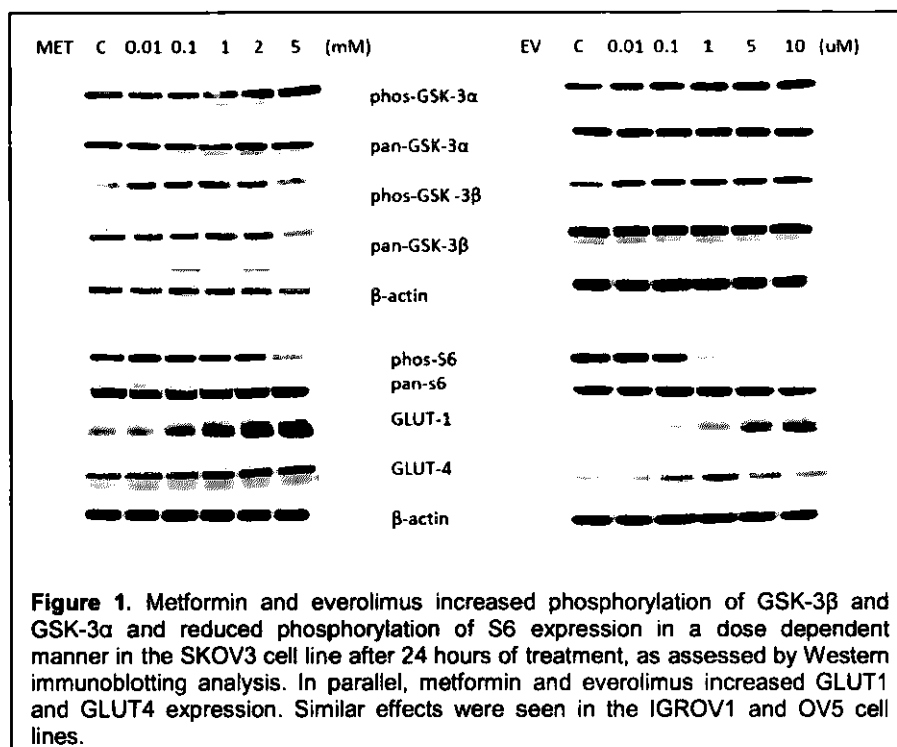 MET C 0.01 0.1 1 2 5 (mM) EV C 0.01 0.1 1 5 10 (uM)
phos-GSK-3α
pan-GSK-3α
phos-GSK -3β
pan-GSK-3β
β-actin
phos-S6
pan-s6
GLUT-1
GLUT-4
β-actin
Figure 1. Metformin and everolimus increased phosphorylation of GSK-3β and
GSK-3α and reduced phosphorylation of S6 expression in a dose dependent
manner in the SKOV3 cell line after 24 hours of treatment, as assessed by Western
immunoblotting analysis. In parallel, metformin and everolimus increased GLUT1
and GLUT4 expression. Similar effects were seen in the IGROV1 and OV5 cell
lines.